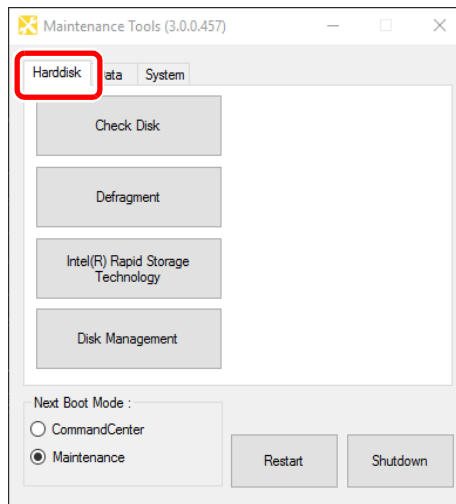 Maintenance Tools (3.0.0.457)
Harddisk ata System
Check Disk
Defragment
Intel(R) Rapid Storage
Technology
Disk Management
Next Boot Mode :
CommandCenter
Maintenance
Restart Shutdown